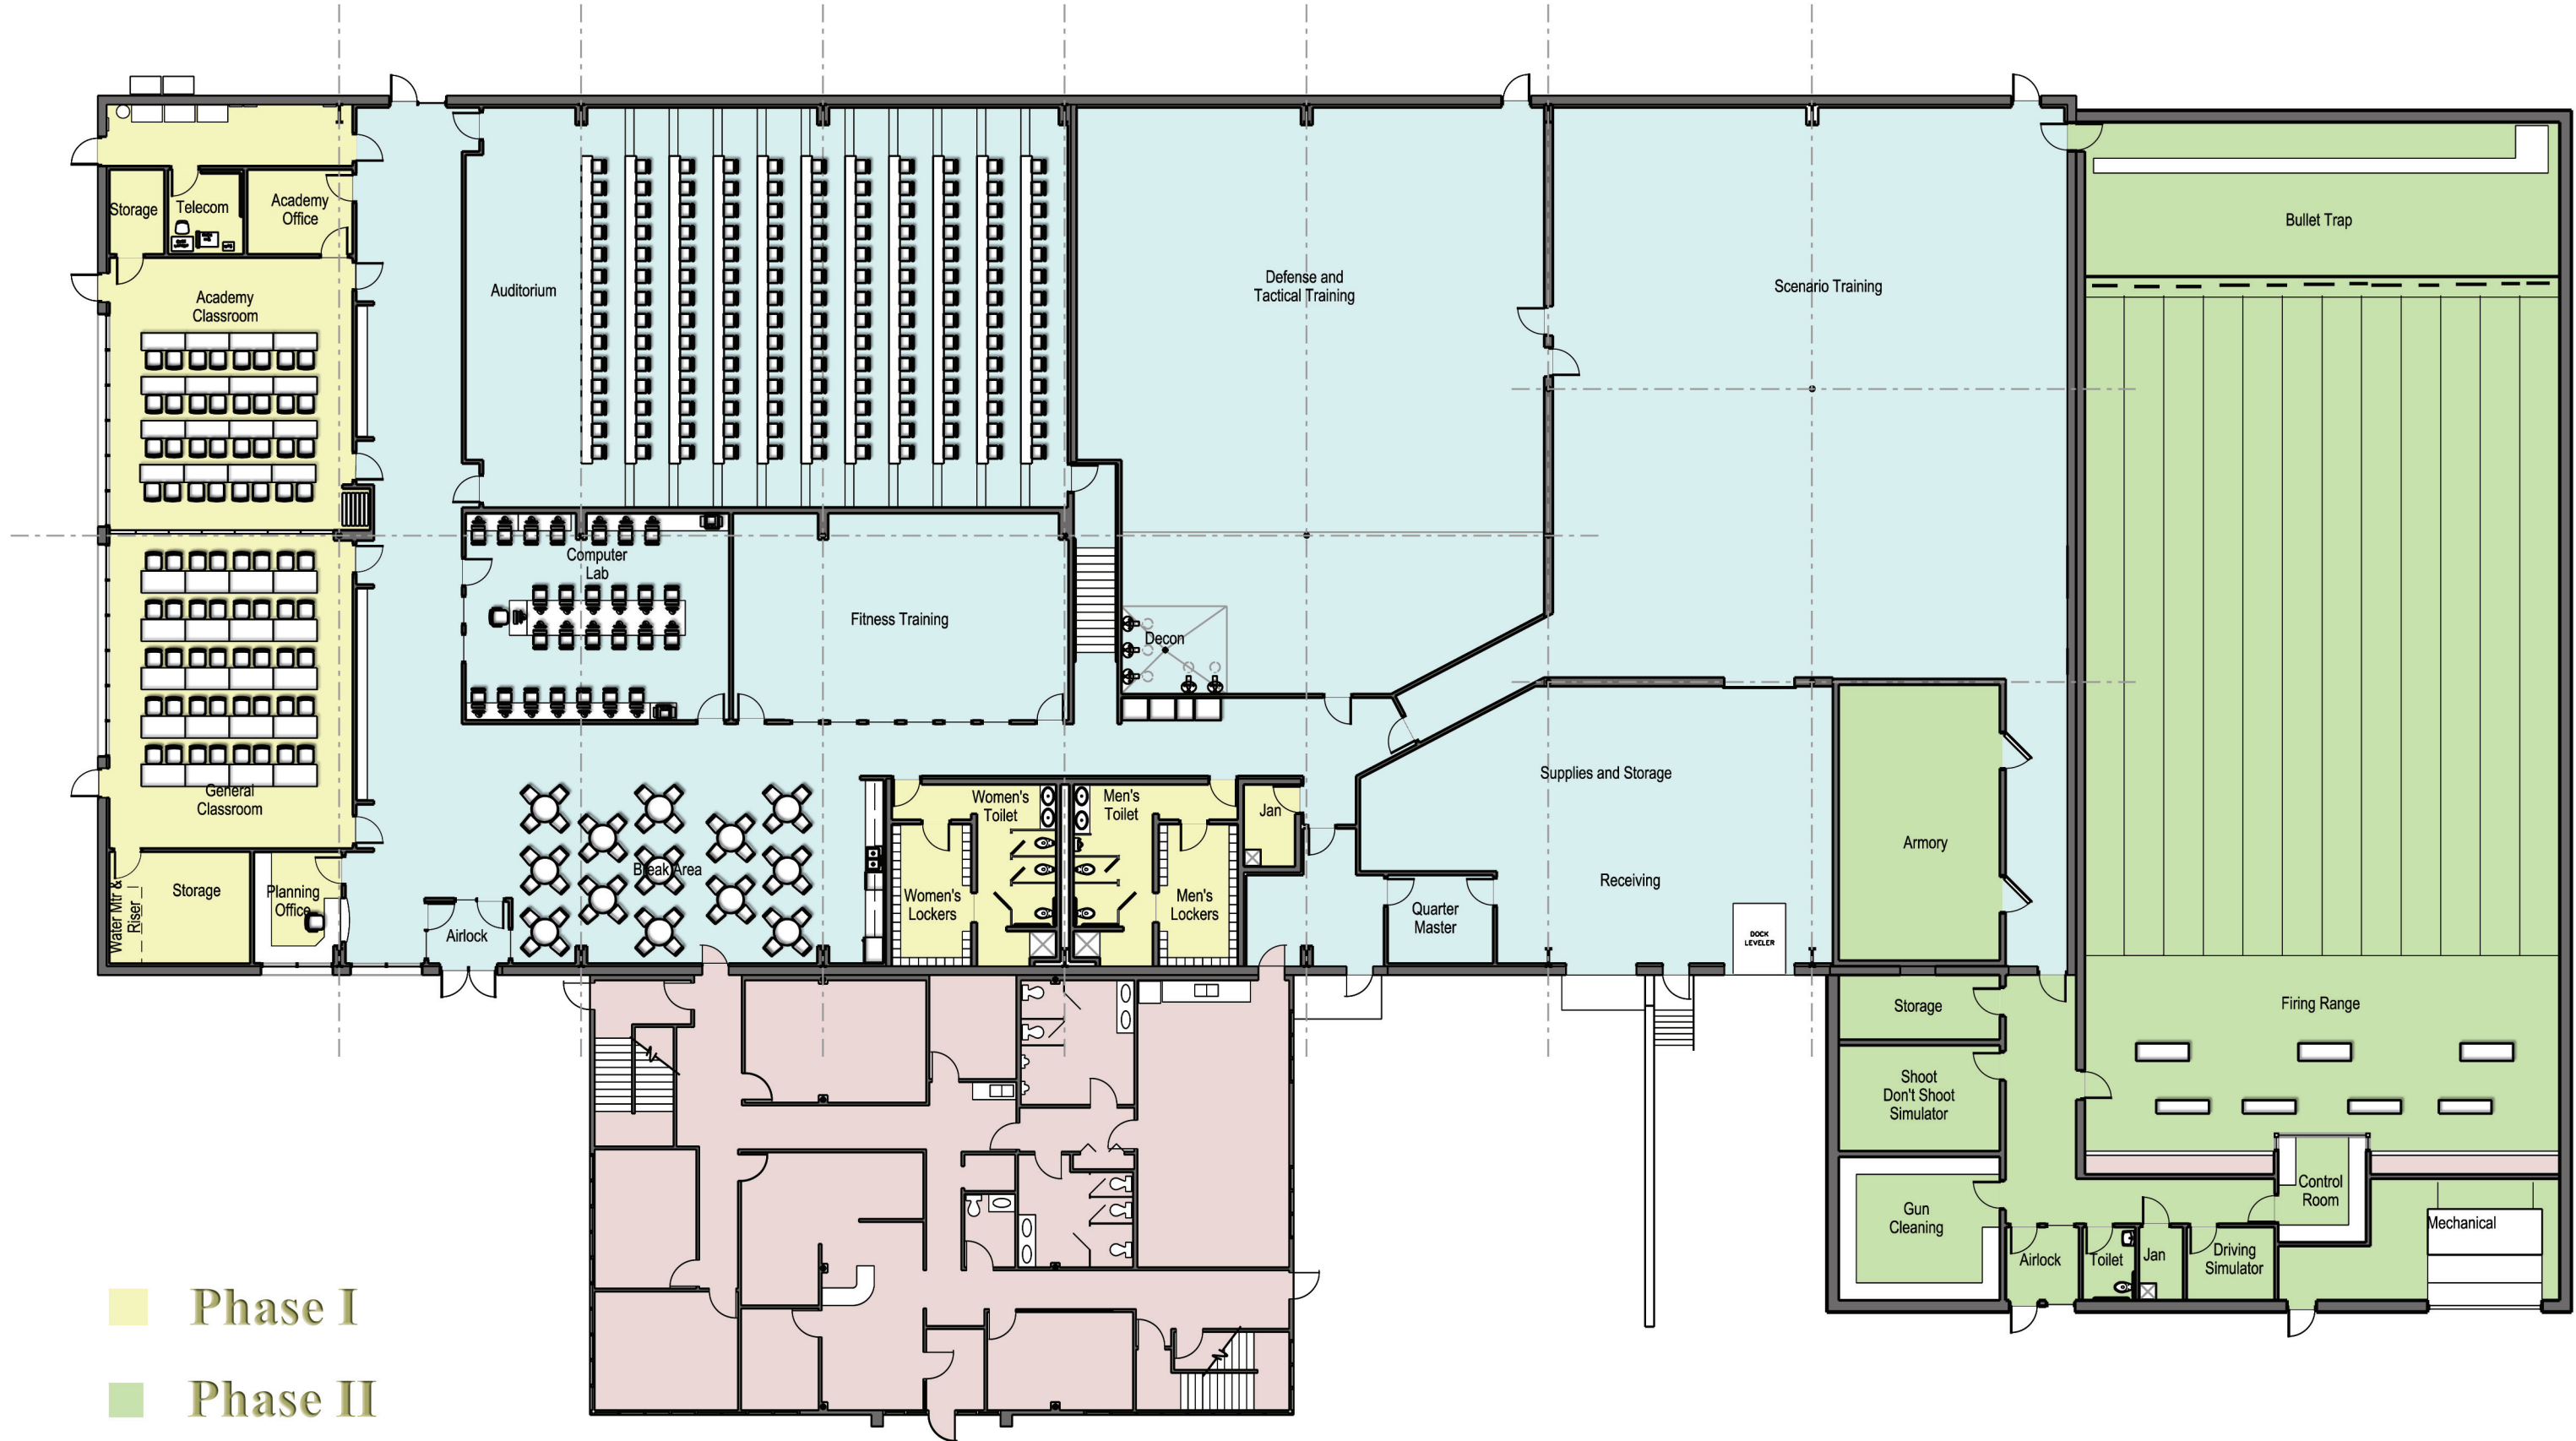 Storage
Telecom
Academy
Office
Academy
Classroom
Auditorium
Defense and
Tactical Training
Scenario Training
Bullet Trap
Computer
Lab
Fitness Training
Decon
General
Classroom
Storage
Water Mtr &
Riser
Planning
Office
Airlock
Break Area
Women's
Toilet
Men's
Toilet
Jan
Women's
Lockers
Men's
Lockers
Supplies and Storage
Receiving
Quarter
Master
DOCK
LEVELER
Armory
Storage
Shoot
Don't Shoot
Simulator
Gun
Cleaning
Firing Range
Control
Room
Mechanical
Airlock
Toilet
Jan
Driving
Simulator
Phase I
Phase II